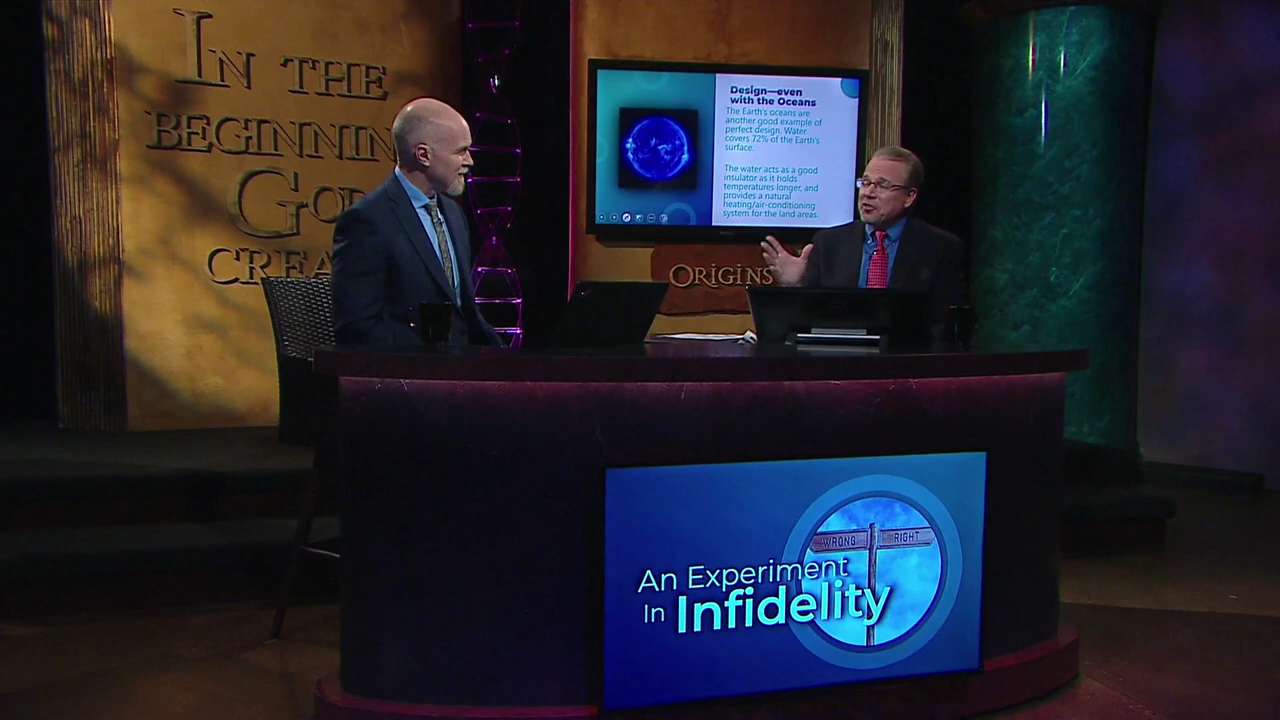 IN THE
BEGINNIN
GOD
CREA
Design—even
with the Oceans
The Earth's oceans are
another good example of
perfect design. Water
covers 72% of the Earth's
surface.
The water acts as a good
insulator as it holds
temperatures longer, and
provides a natural
heating/air-conditioning
system for the land areas.
ORIGINS
WRONG RIGHT
An Experiment
In Infidelity